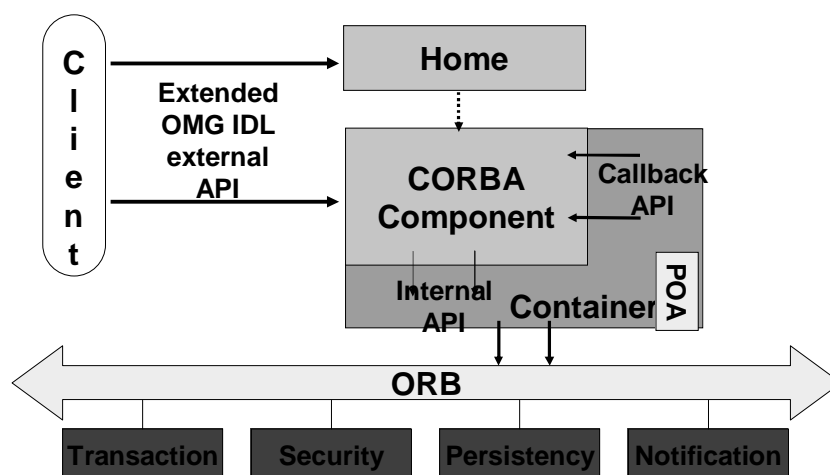 Client
Home
Extended
OMG IDL
external
API
CORBA
Component
Callback
API
Internal
API
Container
POA
ORB
Transaction
Security
Persistency
Notification